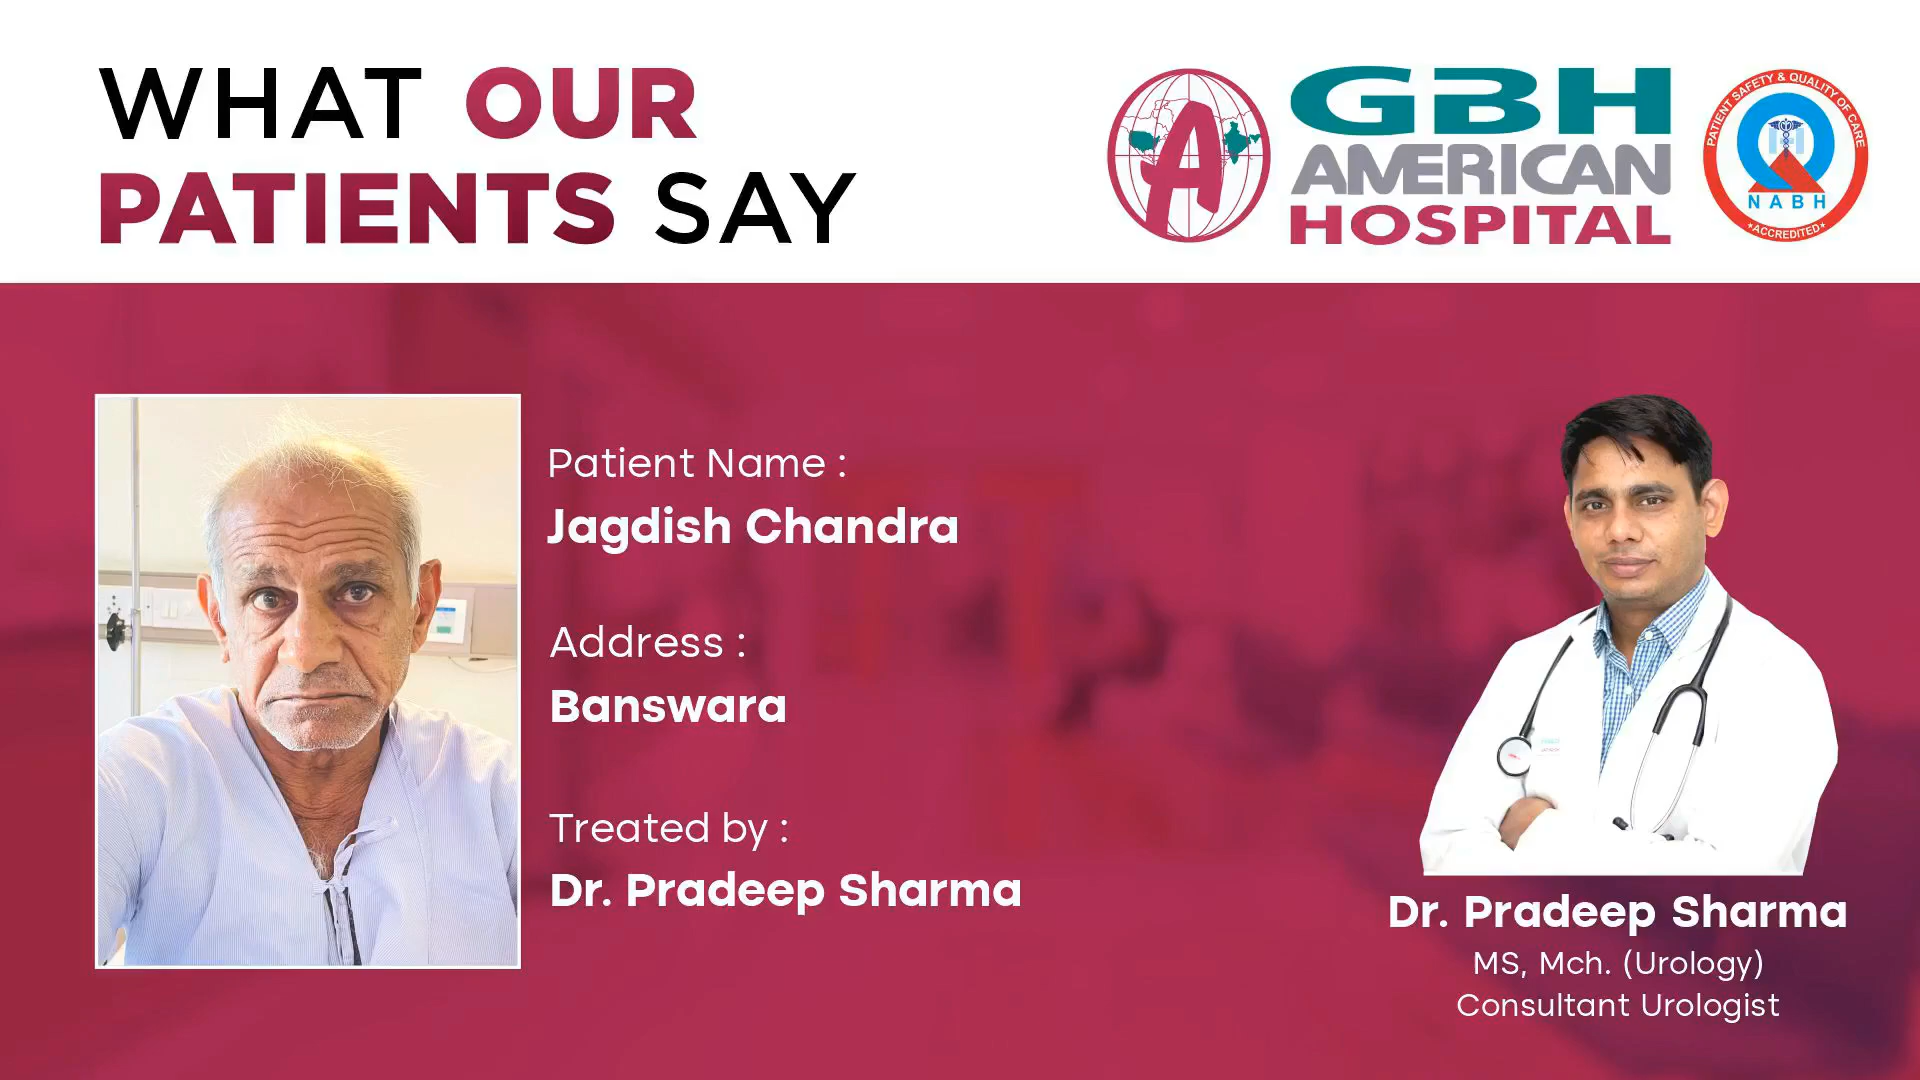 WHAT OUR
PATIENTS SAY
A
GBH
AMERICAN
HOSPITAL
PATIENT SAFETY & QUALITY OF CARE
NABH
*ACCREDITED*
Patient Name :
Jagdish Chandra
Address :
Banswara
Treated by :
Dr. Pradeep Sharma
Dr. Pradeep Sharma
MS, Mch. (Urology)
Consultant Urologist